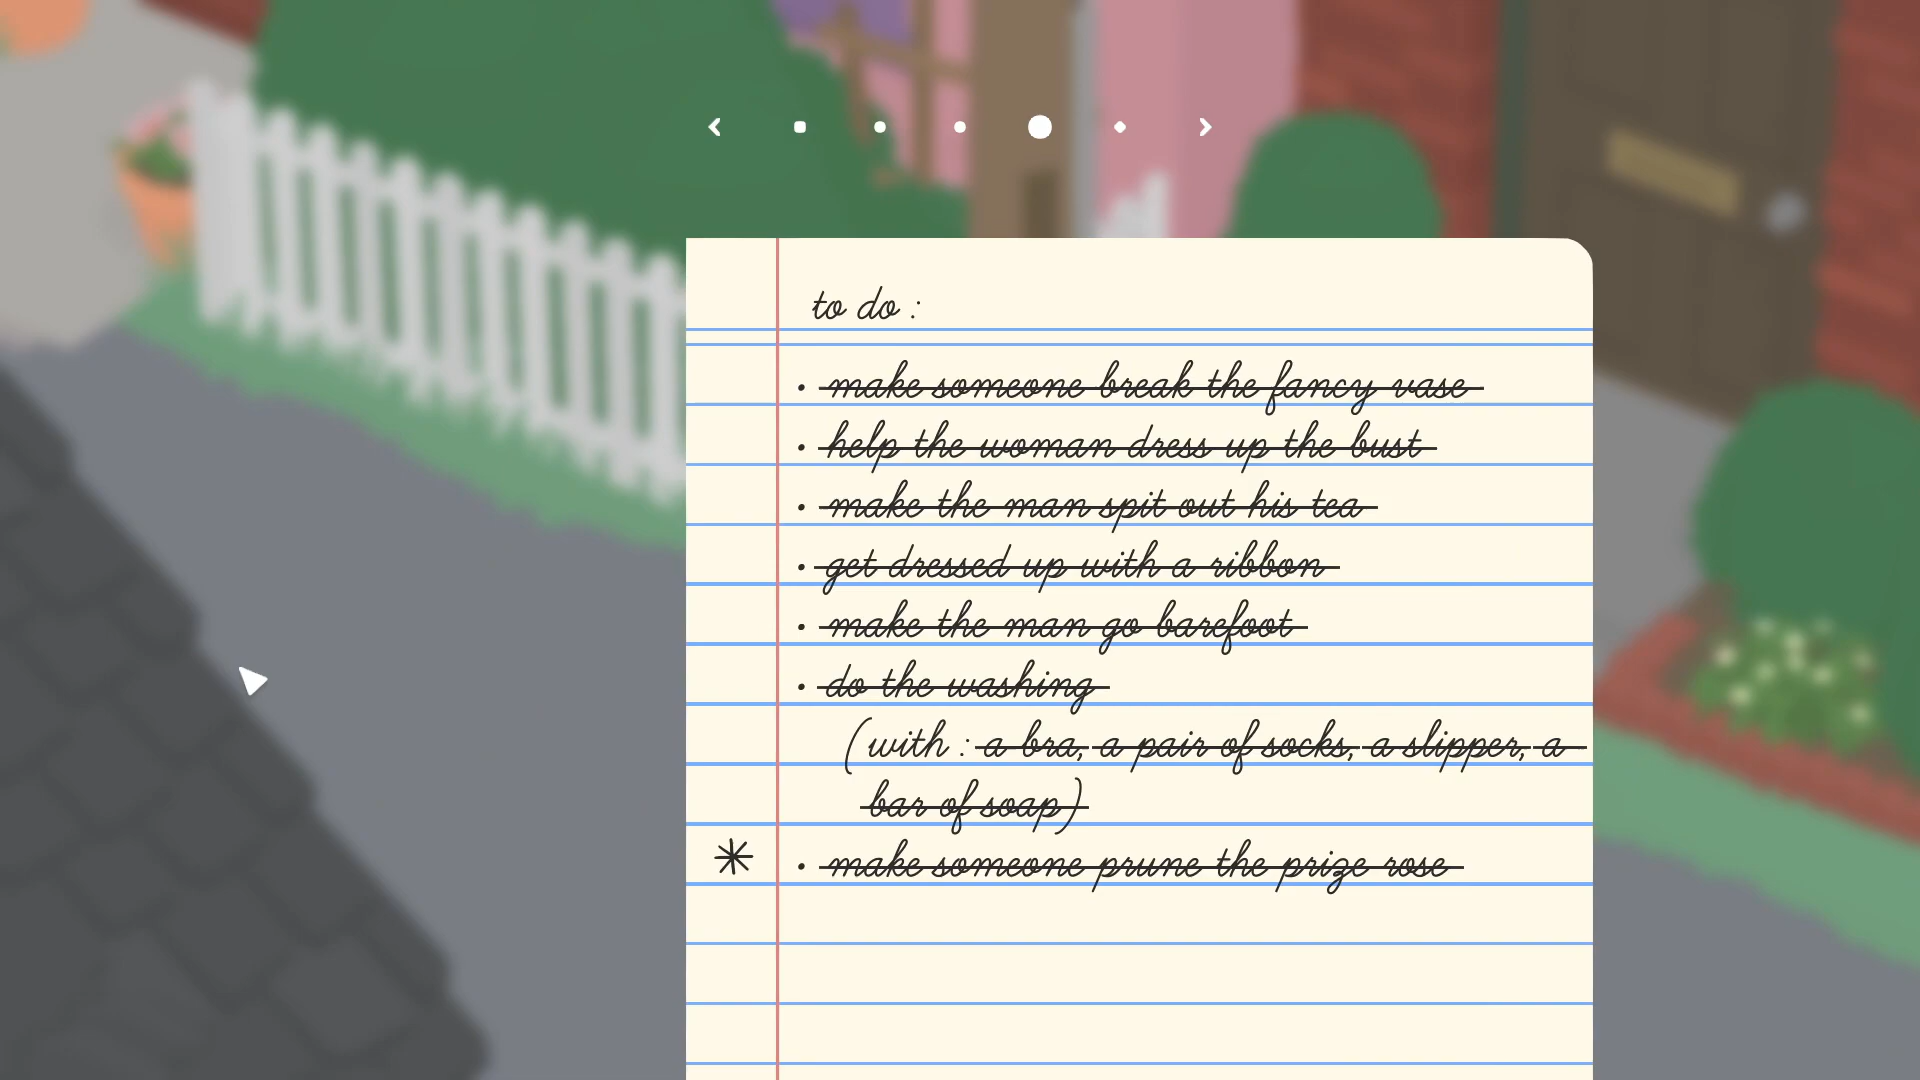 to do :
• make someone break the fancy vase
• help the woman dress up the bust
• make the man spit out his tea
• get dressed up with a ribbon
• make the man go barefoot
• do the washing
(with : a bra, a pair of socks, a slipper, a
bar of soap)
• make someone prune the prize rose